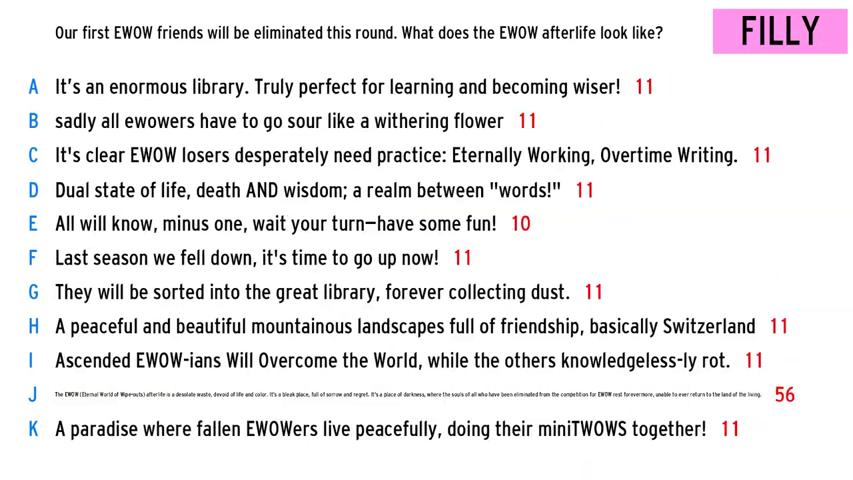 Our first EWOW friends will be eliminated this round. What does the EWOW afterlife look like?
FILLY
A It's an enormous library. Truly perfect for learning and becoming wiser! 11
B sadly all ewowers have to go sour like a withering flower 11
C It's clear EWOW losers desperately need practice: Eternally Working, Overtime Writing. 11
D Dual state of life, death AND wisdom; a realm between "words!" 11
E All will know, minus one, wait your turn—have some fun! 10
F Last season we fell down, it's time to go up now! 11
G They will be sorted into the great library, forever collecting dust. 11
H A peaceful and beautiful mountainous landscapes full of friendship, basically Switzerland 11
I Ascended EWOW-ians Will Overcome the World, while the others knowledgeless-ly rot. 11
J The EWOW (Eternal World of Wipe-outs) afterlife is a desolate waste, devoid of life and color. It's a bleak place, full of sorrow and regret. It's a place of darkness, where the souls of all who have been eliminated from the competition for EWOW rest forevermore, unable to ever return to the land of the living. 56
K A paradise where fallen EWOWers live peacefully, doing their miniTWOWS together! 11